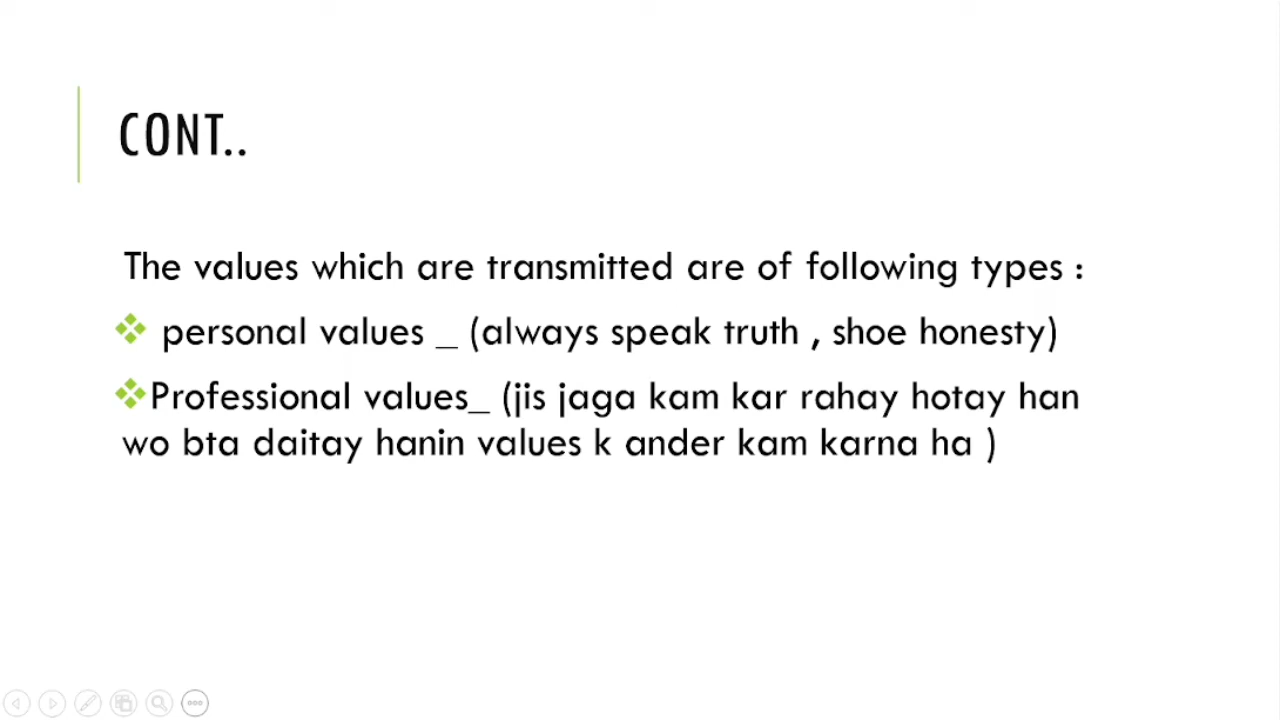 CONT..
The values which are transmitted are of following types :
personal values _ (always speak truth , shoe honesty)
Professional values_ (jis jaga kam kar rahay hotay han
wo bta daitay hanin values k ander kam karna ha )